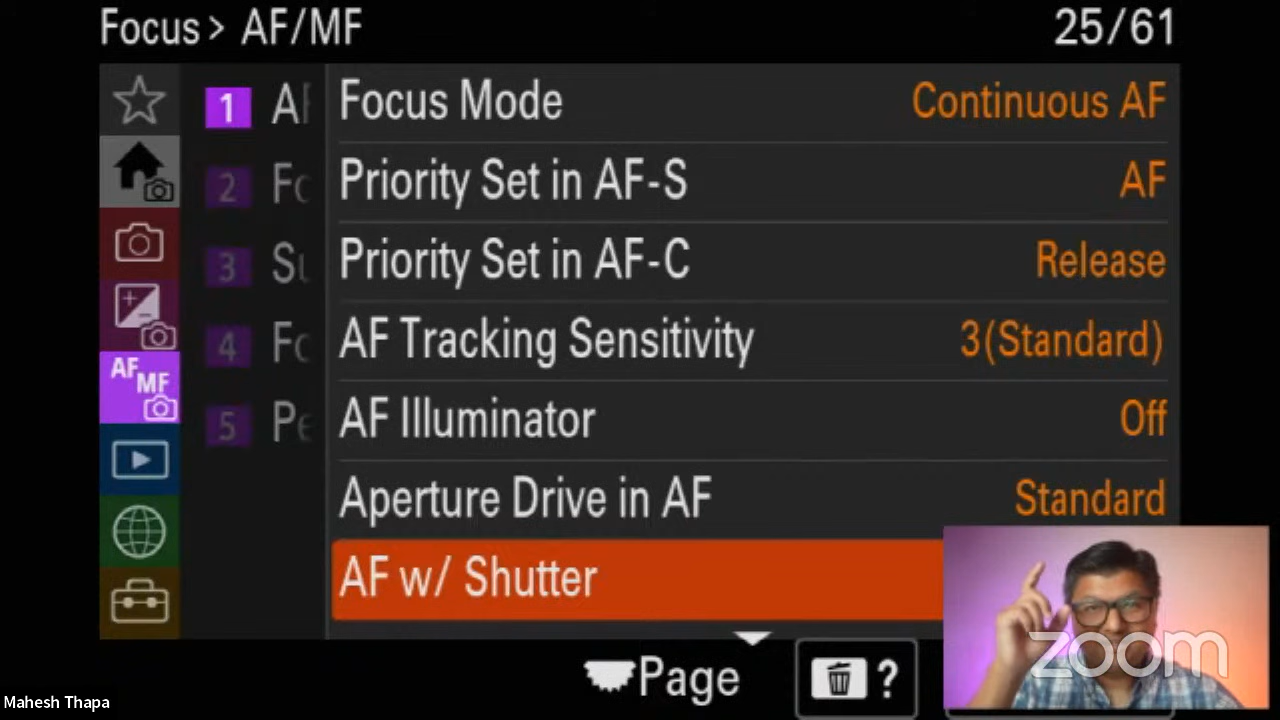 Focus> AF/MF 25/61
1
Focus Mode Continuous AF
2
Priority Set in AF-S AF
3
Priority Set in AF-C Release
4
AF Tracking Sensitivity 3(Standard)
AF MF
5
AF Illuminator Off
Aperture Drive in AF Standard
AF w/ Shutter
Page
?
zoom
Mahesh Thapa